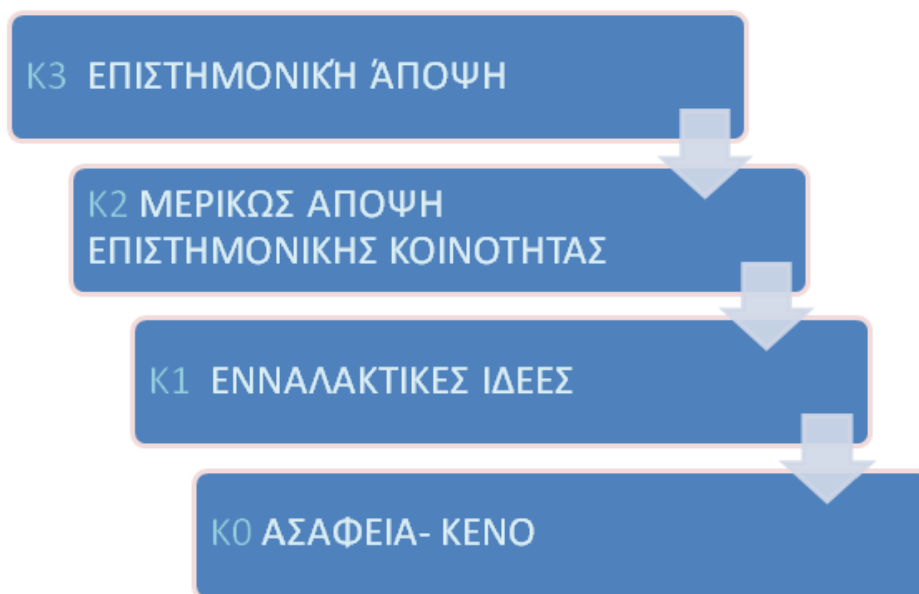 Κ3 ΕΠΙΣΤΗΜΟΝΙΚΉ ΆΠΟΨΗ
Κ2 ΜΕΡΙΚΩΣ ΑΠΟΨΗ
ΕΠΙΣΤΗΜΟΝΙΚΗΣ ΚΟΙΝΟΤΗΤΑΣ
Κ1 ΕΝΝΑΛΑΚΤΙΚΕΣ ΙΔΕΕΣ
Κ0 ΑΣΑΦΕΙΑ- ΚΕΝΟ